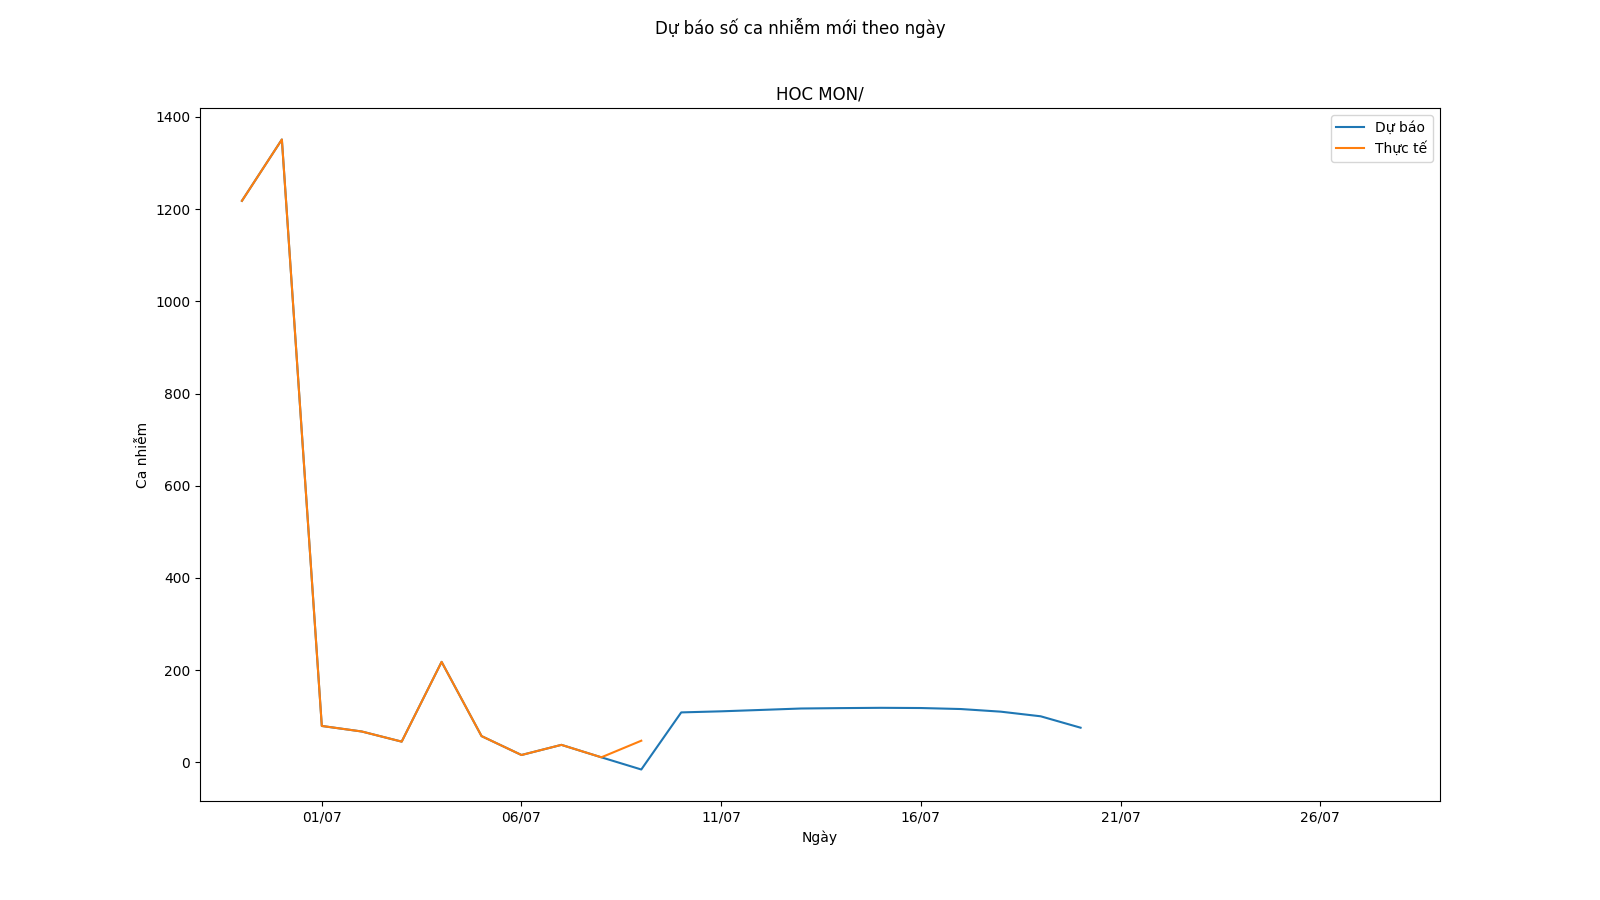 Dự báo số ca nhiễm mới theo ngày
HOC MON/
Dự báo
Thực tế
1400
1200
1000
800
600
400
200
0
Ca nhiễm
01/07
06/07
11/07
16/07
21/07
26/07
Ngày